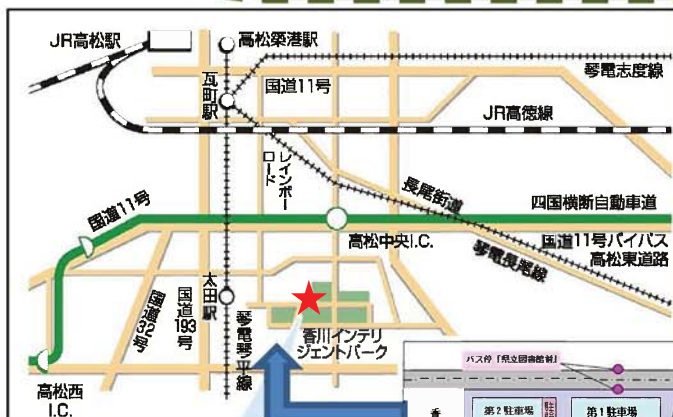 JR高松駅
高松築港駅
琴電志度線
国道11号
瓦町駅
JR高徳線
レインボー
ロード
長尾街道
国道11号
四国横断自動車道
高松中央I.C.
国道11号バイパス
高松東道路
琴電長尾線
太田駅
国道32号
国道193号
琴電琴平線
香川インテリ
ジェントパーク
高松西
I.C.
バス停「県立図書館前」
香
第2駐車場
第1駐車場